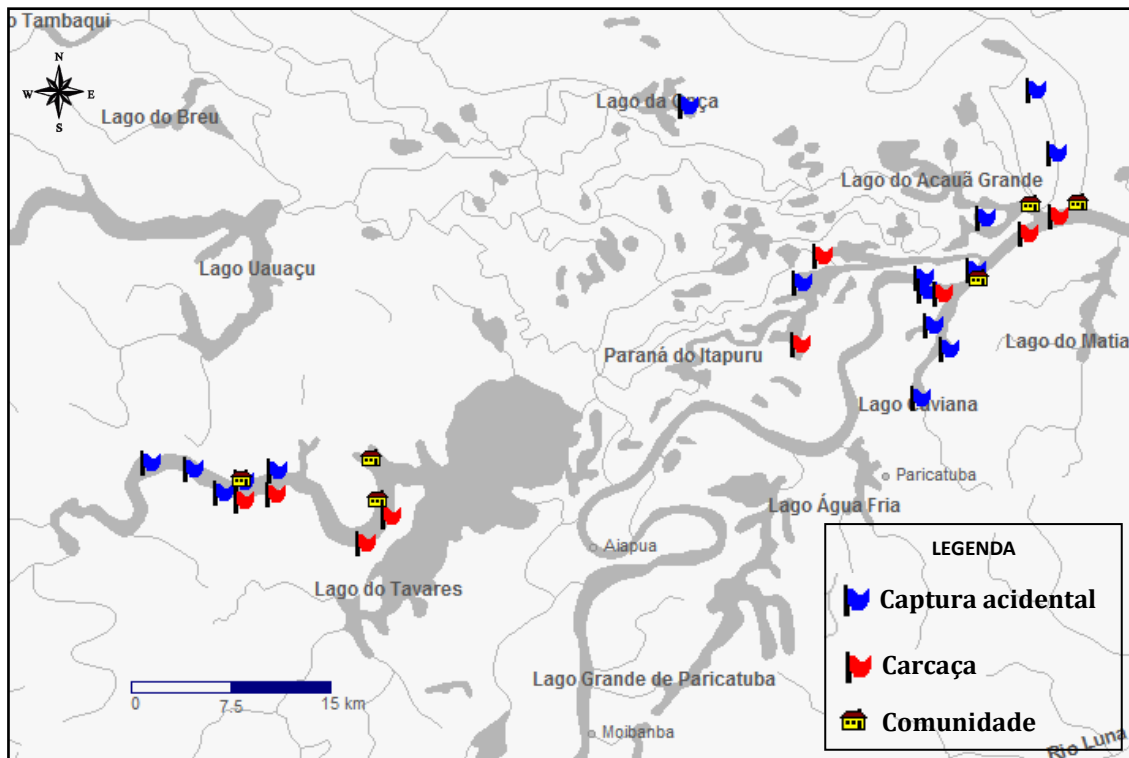 o Tambaqui
N
W E
S
Lago do Breu
Lago da Onça
Lago do Acauã Grande
Lago Uauaçu
Lago do Matia
Paraná do Itapuru
Lago Caviana
Paricatuba
Lago Água Fria
Aiapua
Lago do Tavares
Lago Grande de Paricatuba
Moibanba
Rio Luna
0 7.5 15 km
LEGENDA
Captura acidental
Carcaça
Comunidade